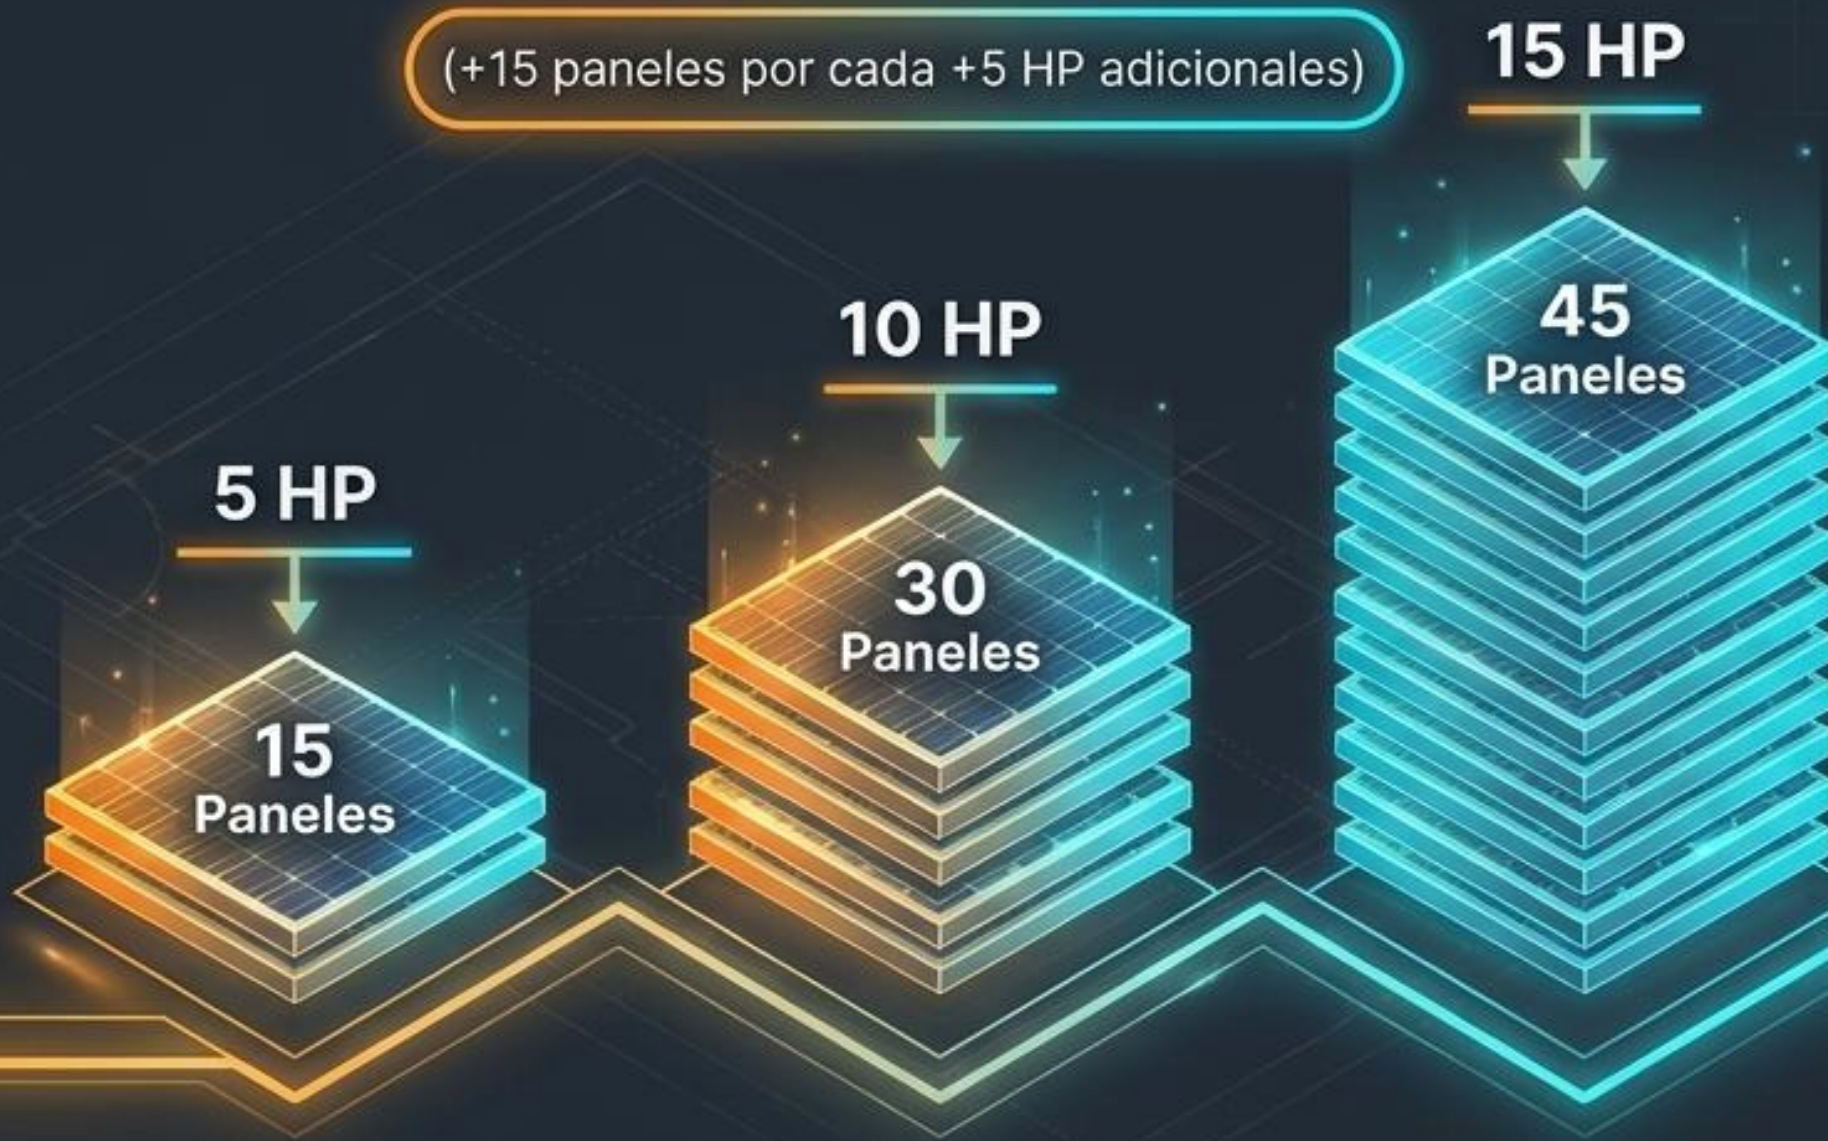 (+15 paneles por cada +5 HP adicionales)
5 HP
15
Paneles
10 HP
30
Paneles
15 HP
45
Paneles